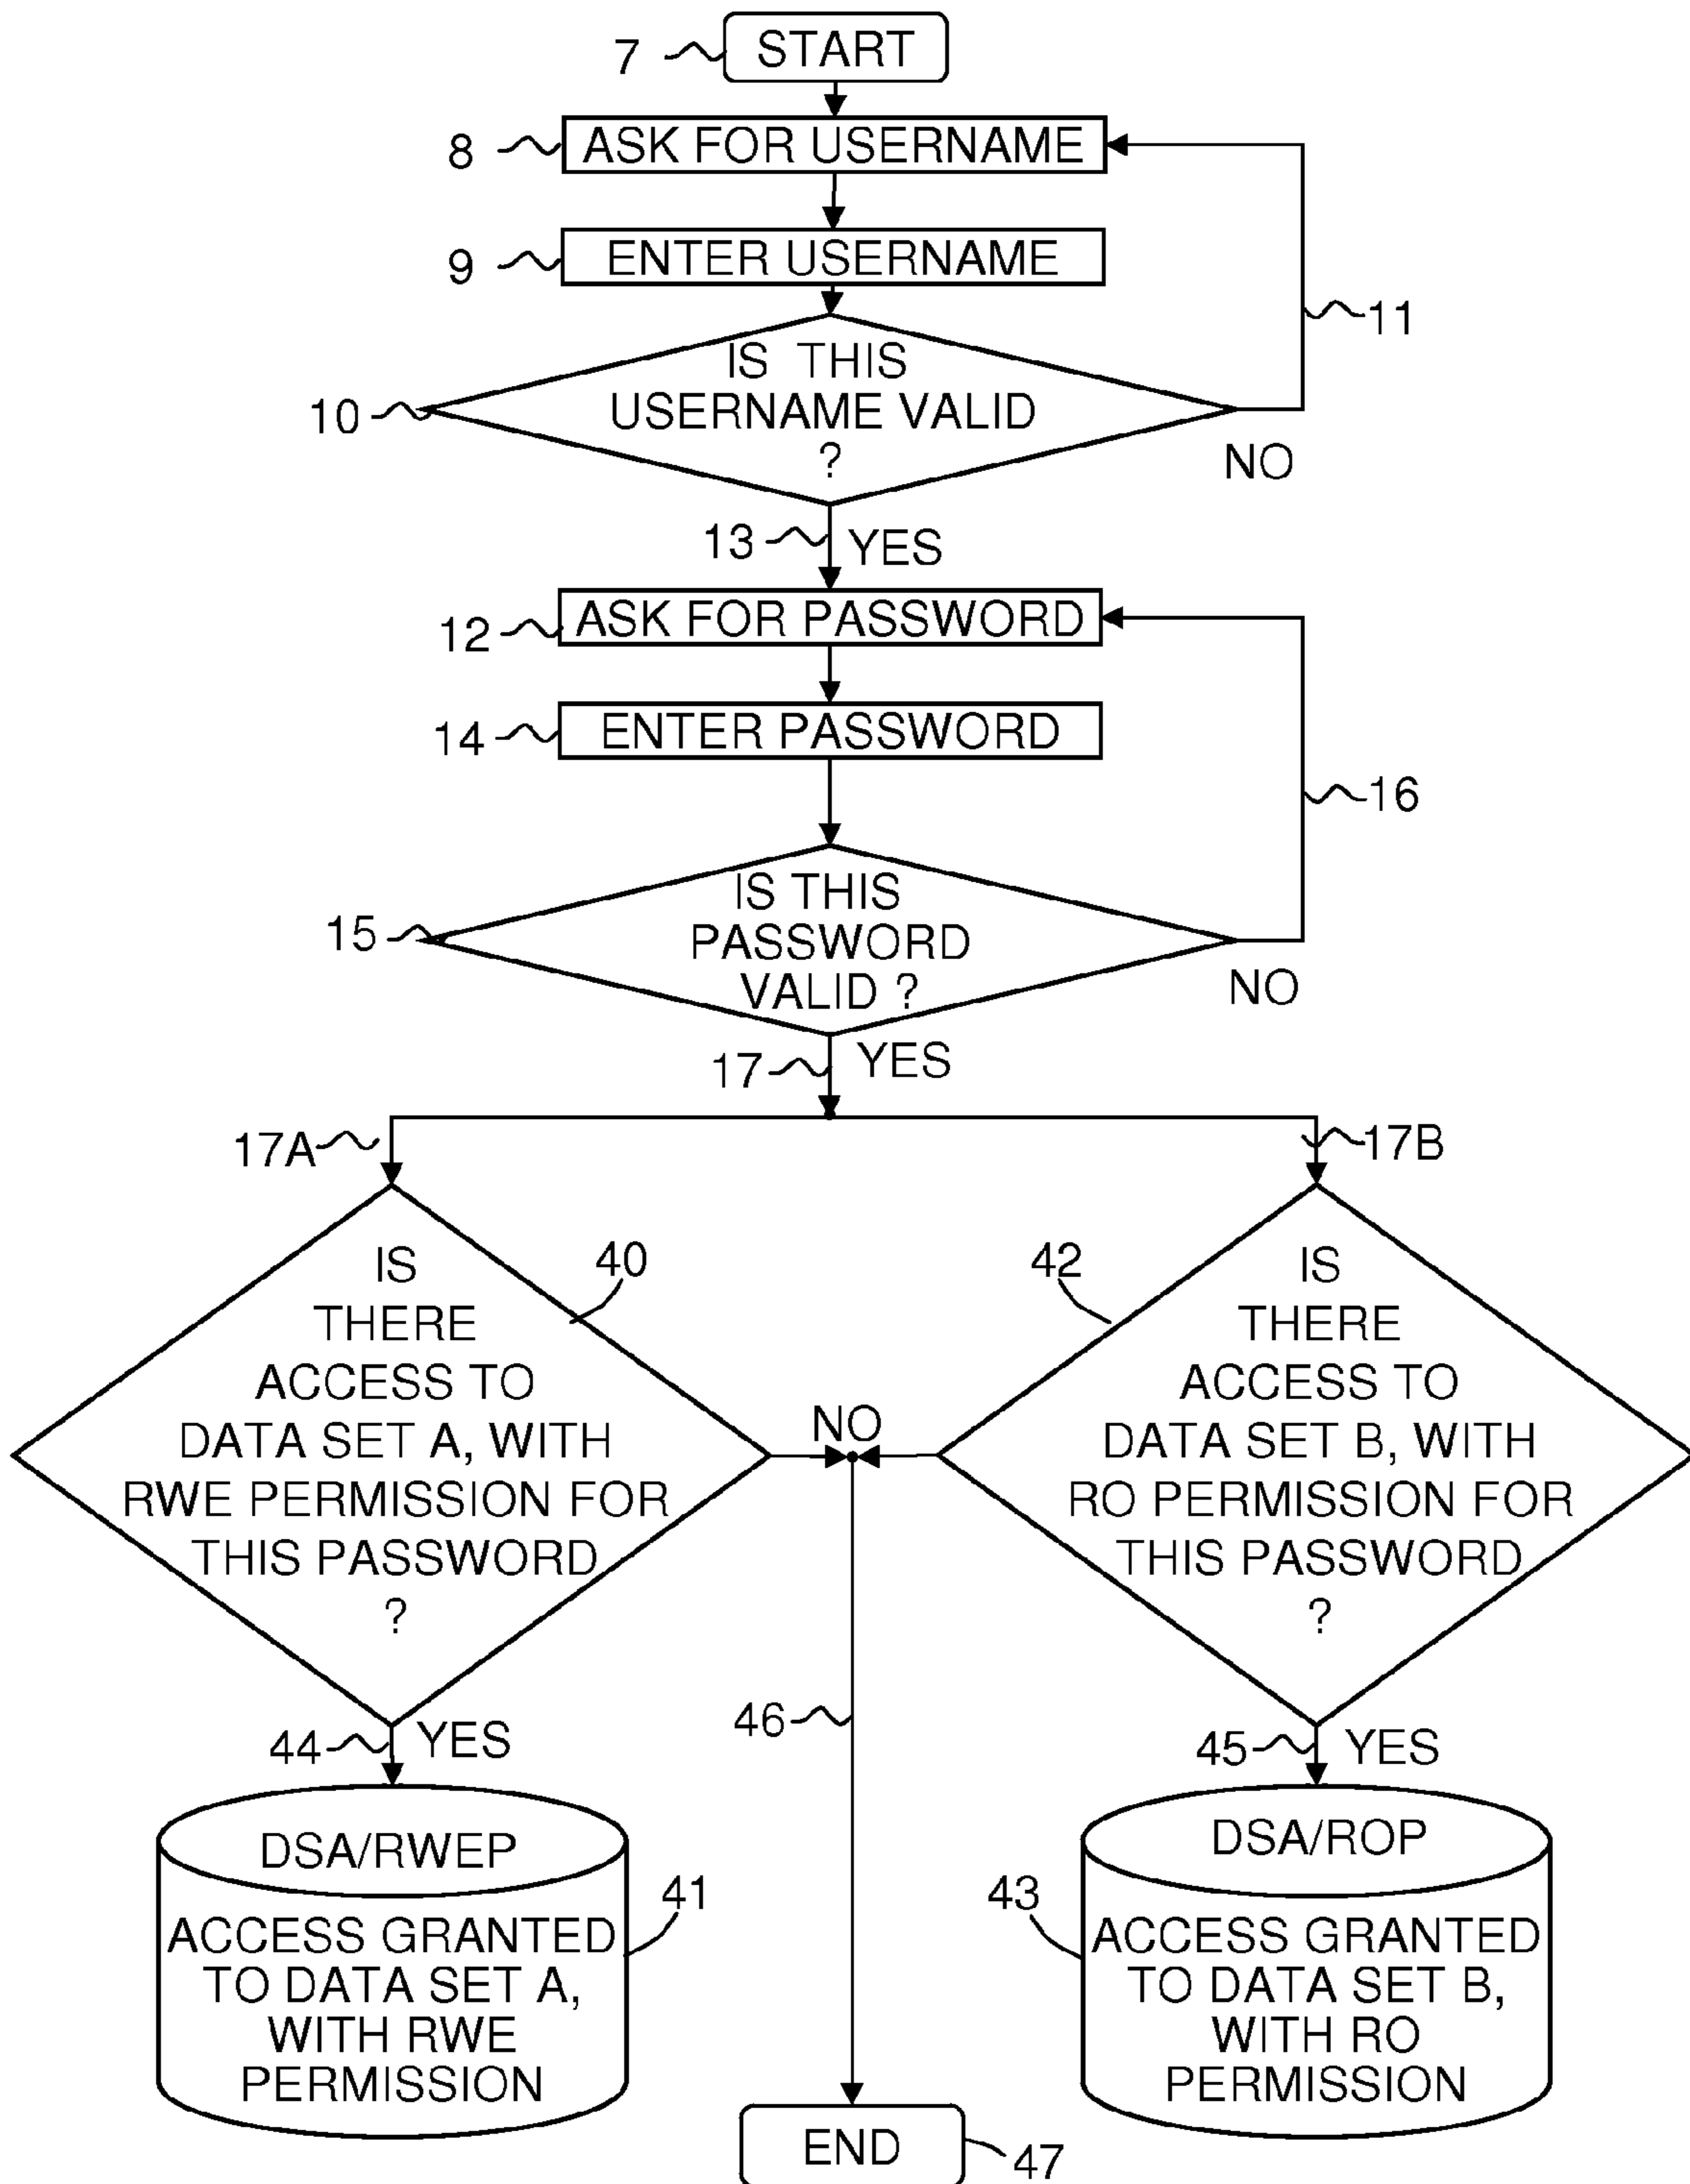 7
START
8
ASK FOR USERNAME
9
ENTER USERNAME
11
IS THIS
USERNAME VALID
?
10
NO
13
YES
12
ASK FOR PASSWORD
14
ENTER PASSWORD
16
IS THIS
PASSWORD
VALID ?
15
NO
17
YES
17A
17B
IS
THERE
ACCESS TO
DATA SET A, WITH
RWE PERMISSION FOR
THIS PASSWORD
?
40
NO
42
IS
THERE
ACCESS TO
DATA SET B, WITH
RO PERMISSION FOR
THIS PASSWORD
?
44
YES
46
45
YES
DSA/RWEP
ACCESS GRANTED
TO DATA SET A,
WITH RWE
PERMISSION
41
43
DSA/ROP
ACCESS GRANTED
TO DATA SET B,
WITH RO
PERMISSION
END
47